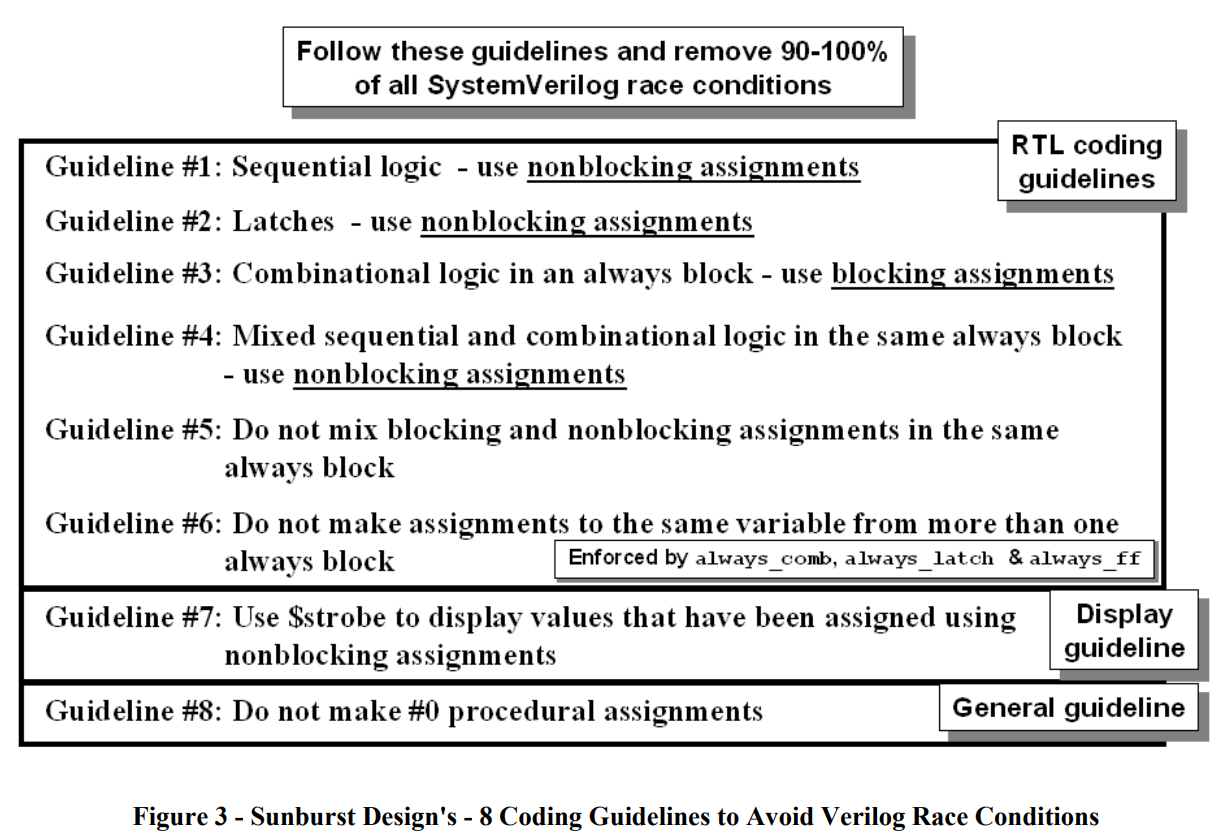 Follow these guidelines and remove 90-100%
of all SystemVerilog race conditions
RTL coding
guidelines
Guideline #1: Sequential logic - use nonblocking assignments
Guideline #2: Latches - use nonblocking assignments
Guideline #3: Combinational logic in an always block - use blocking assignments
Guideline #4: Mixed sequential and combinational logic in the same always block
- use nonblocking assignments
Guideline #5: Do not mix blocking and nonblocking assignments in the same
always block
Guideline #6: Do not make assignments to the same variable from more than one
always block
Enforced by always_comb, always_latch & always_ff
Guideline #7: Use $strobe to display values that have been assigned using
nonblocking assignments
Display
guideline
Guideline #8: Do not make #0 procedural assignments
General guideline
Figure 3 - Sunburst Design's - 8 Coding Guidelines to Avoid Verilog Race Conditions